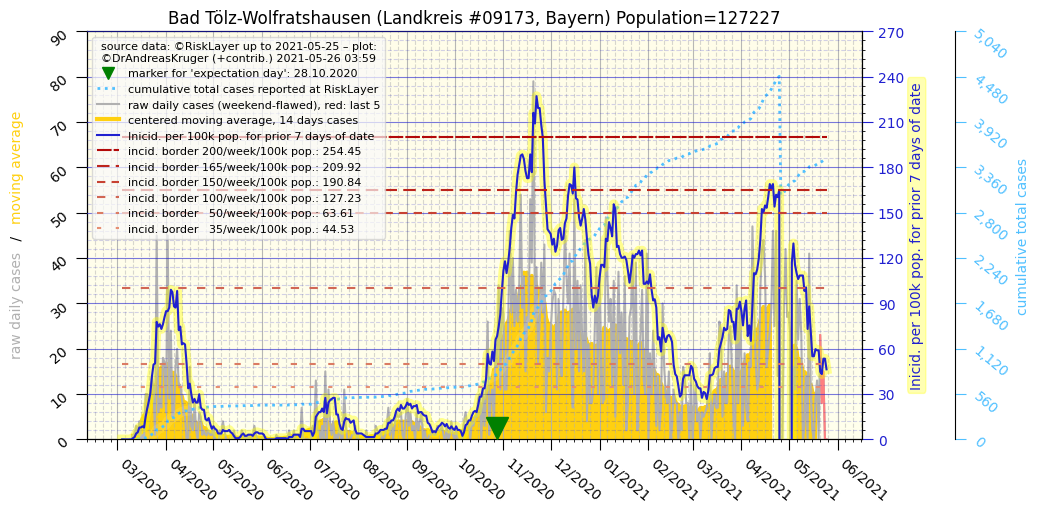 Bad Tölz-Wolfratshausen (Landkreis #09173, Bayern) Population=127227
source data: ©RiskLayer up to 2021-05-25 – plot:
©DrAndreasKruger (+contrib.) 2021-05-26 03:59
marker for 'expectation day': 28.10.2020
cumulative total cases reported at RiskLayer
raw daily cases (weekend-flawed), red: last 5
centered moving average, 14 days cases
Inicid. per 100k pop. for prior 7 days of date
incid. border 200/week/100k pop.: 254.45
incid. border 165/week/100k pop.: 209.92
incid. border 150/week/100k pop.: 190.84
incid. border 100/week/100k pop.: 127.23
incid. border 50/week/100k pop.: 63.61
incid. border 35/week/100k pop.: 44.53
raw daily cases / moving average
90
80
70
60
50
40
30
20
10
0
03/2020
04/2020
05/2020
06/2020
07/2020
08/2020
09/2020
10/2020
11/2020
12/2020
01/2021
02/2021
03/2021
04/2021
05/2021
06/2021
270
240
210
180
150
120
90
60
30
0
Inicid. per 100k pop. for prior 7 days of date
5,040
4,480
3,920
3,360
2,800
2,240
1,680
1,120
560
0
cumulative total cases